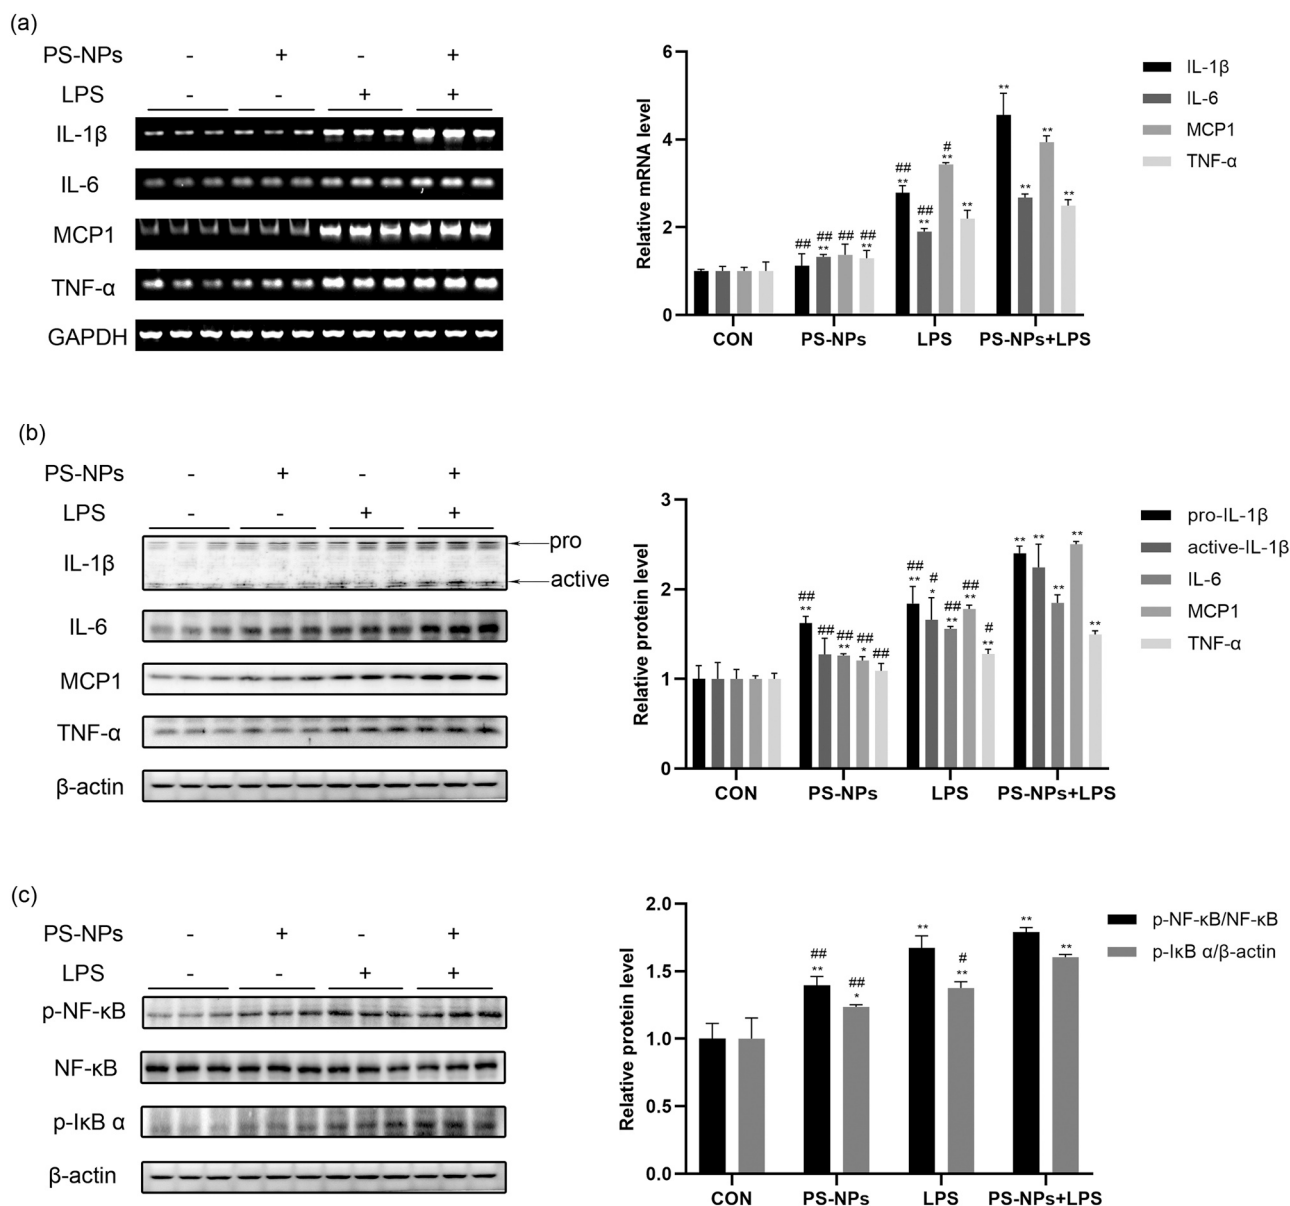 (a)
PS-NPs - + - +
LPS - - + +
IL-1β
IL-6
MCP1
TNF-α
GAPDH
Relative mRNA level
6
4
2
0
** 
## ** 
## ** 
# ** 
** 
## 
## ** 
## 
## ** 
** 
** 
** 
CON PS-NPs LPS PS-NPs+LPS
IL-1β
IL-6
MCP1
TNF-α
(b)
PS-NPs - + - +
LPS - - + +
IL-1β
pro
active
IL-6
MCP1
TNF-α
β-actin
Relative protein level
3
2
1
0
## ** 
## 
## ** 
## * 
## 
## ** 
# * 
## ** 
## ** 
# ** 
** 
** 
** 
** 
** 
CON PS-NPs LPS PS-NPs+LPS
pro-IL-1β
active-IL-1β
IL-6
MCP1
TNF-α
(c)
PS-NPs - + - +
LPS - - + +
p-NF-κB
NF-κB
p-IκB α
β-actin
Relative protein level
2.0
1.5
1.0
0.5
0.0
## ** 
## * 
** 
# ** 
** 
** 
CON PS-NPs LPS PS-NPs+LPS
p-NF-κB/NF-κB
p-IκB α/β-actin